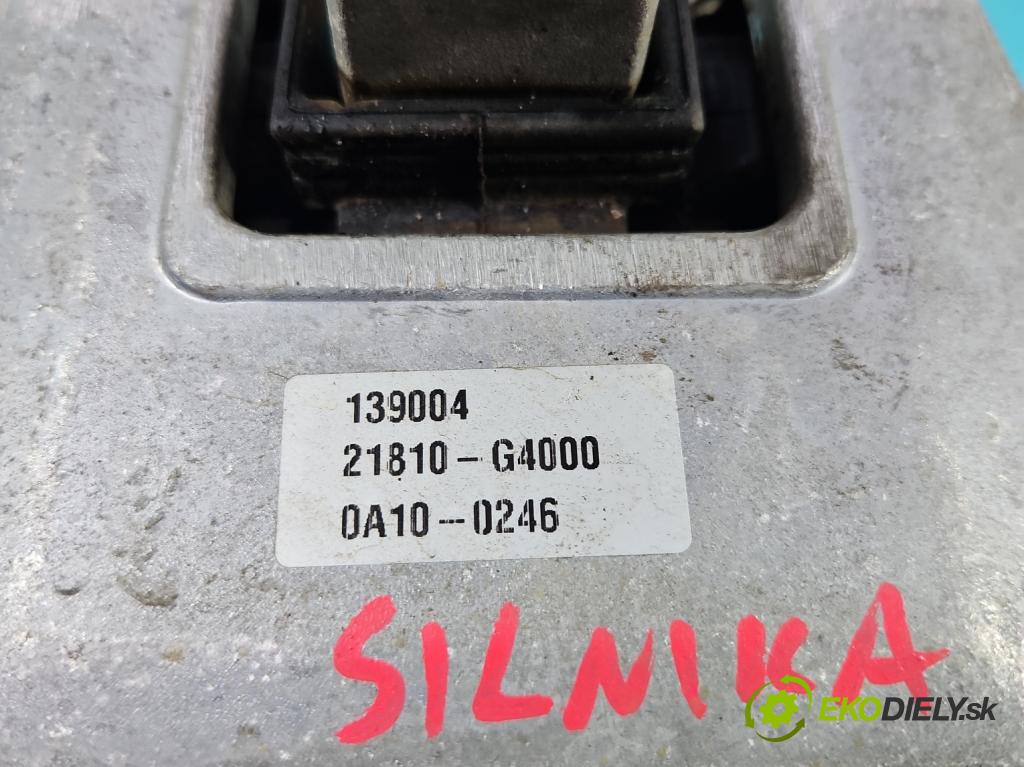 139004
21810-G4000
0A10-0246
SILNIKA
EKODIELY.sk